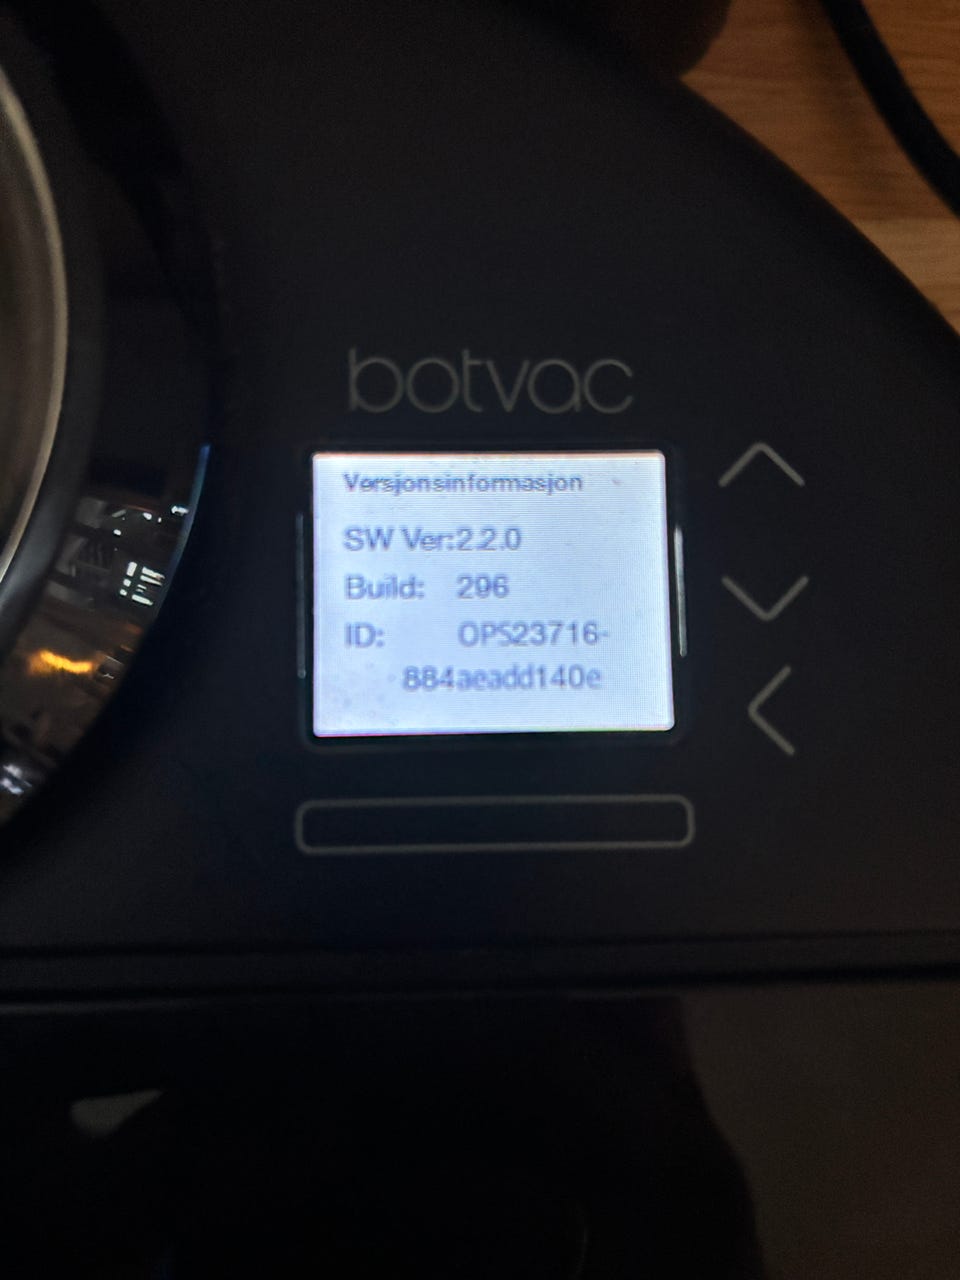 botvac
Versjonsinformasjon
SW Ver:2.2.0
Build: 296
ID: OPS23716-
884aeadd140e